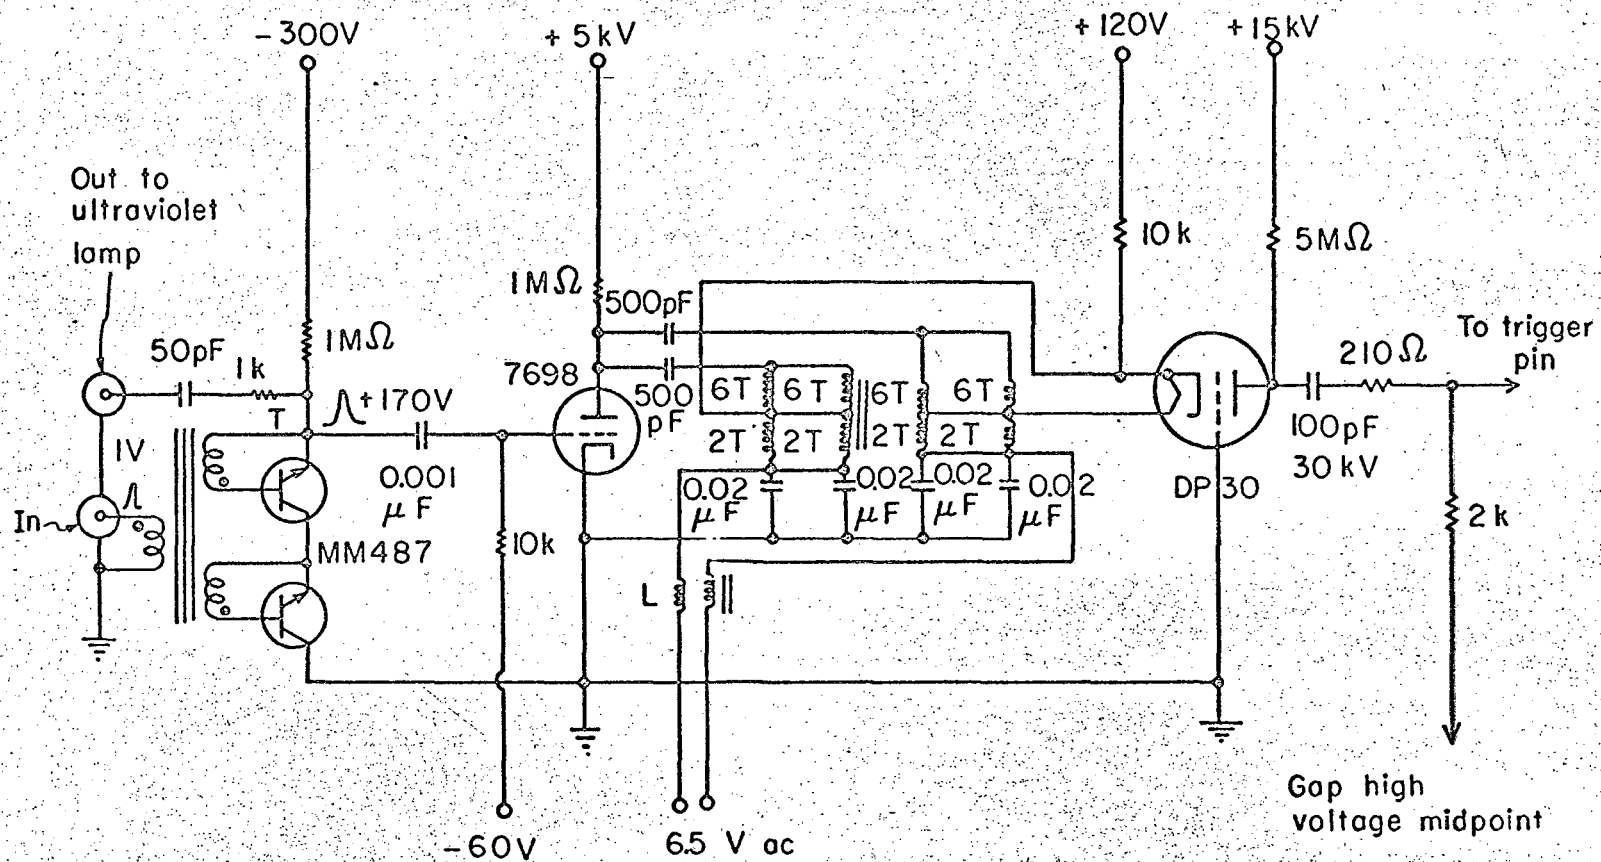 -300V
+ 5kV
+120V
+15kV
Out to
ultraviolet
lamp
10k
5MΩ
1MΩ
500pF
1MΩ
50pF
1k
To trigger
pin
210Ω
7698
500
pF
6T
6T
6T
6T
T
+170V
2T
2T
2T
2T
100pF
30 kV
1V
0.001
μF
0.02
μF
0.02
μF
0.02
μF
0.02
μF
DP30
In
2k
MM487
10k
L
Gap high
voltage midpoint
-60V
6.5 V ac